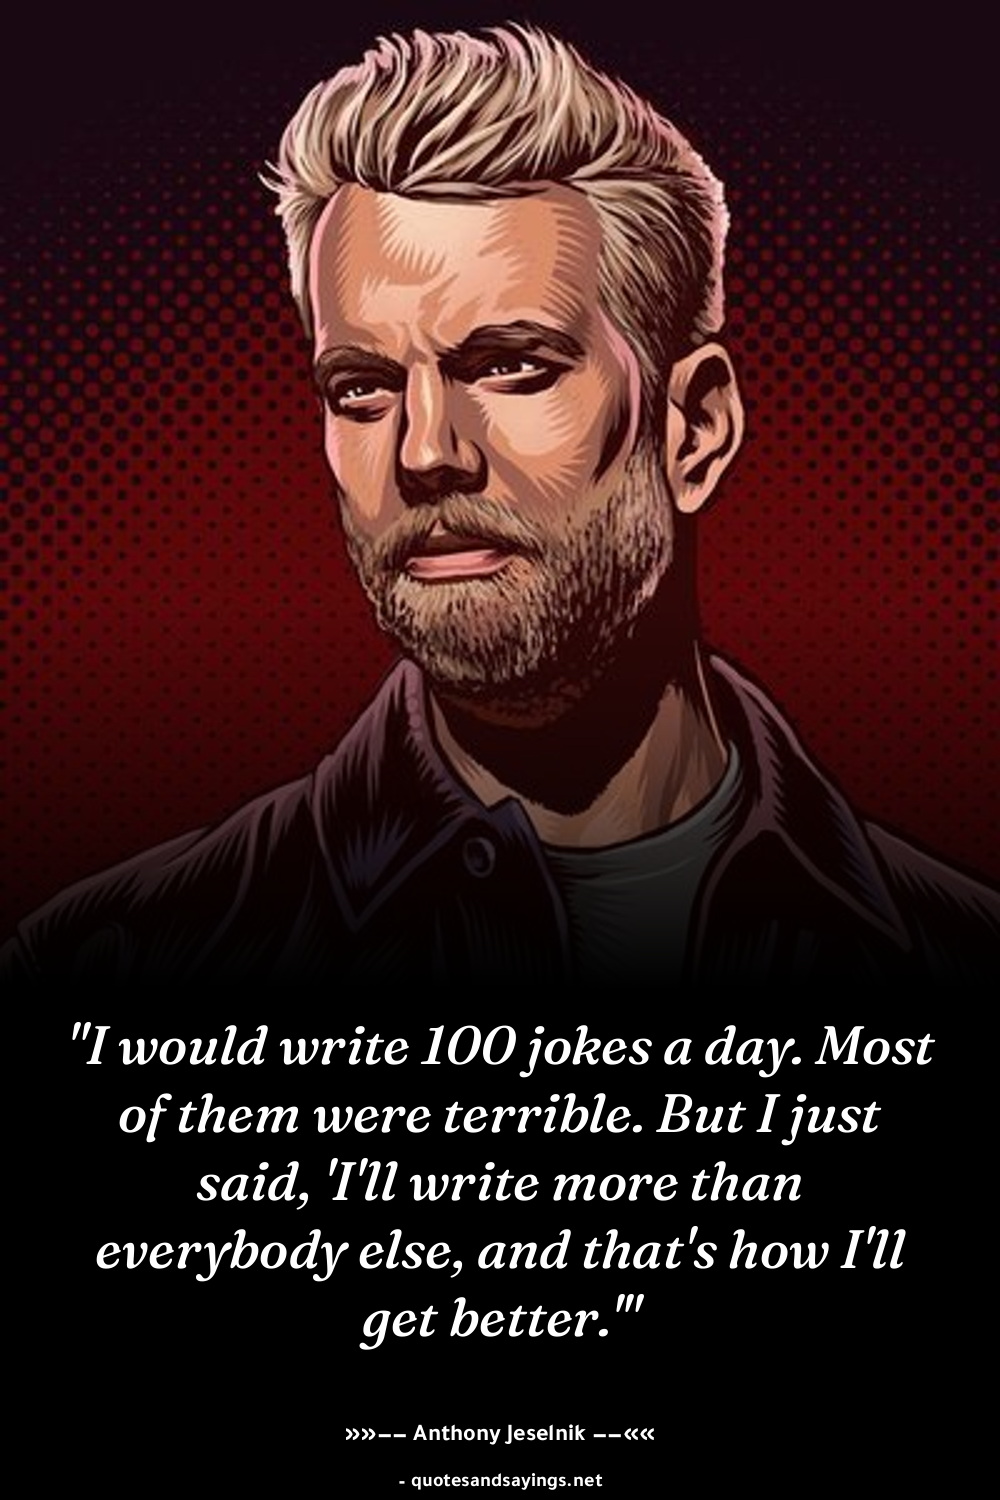 "I would write 100 jokes a day. Most
of them were terrible. But I just
said, 'I'll write more than
everybody else, and that's how I'll
get better.'"
»»−− Anthony Jeselnik −−««
- quotesandsayings.net